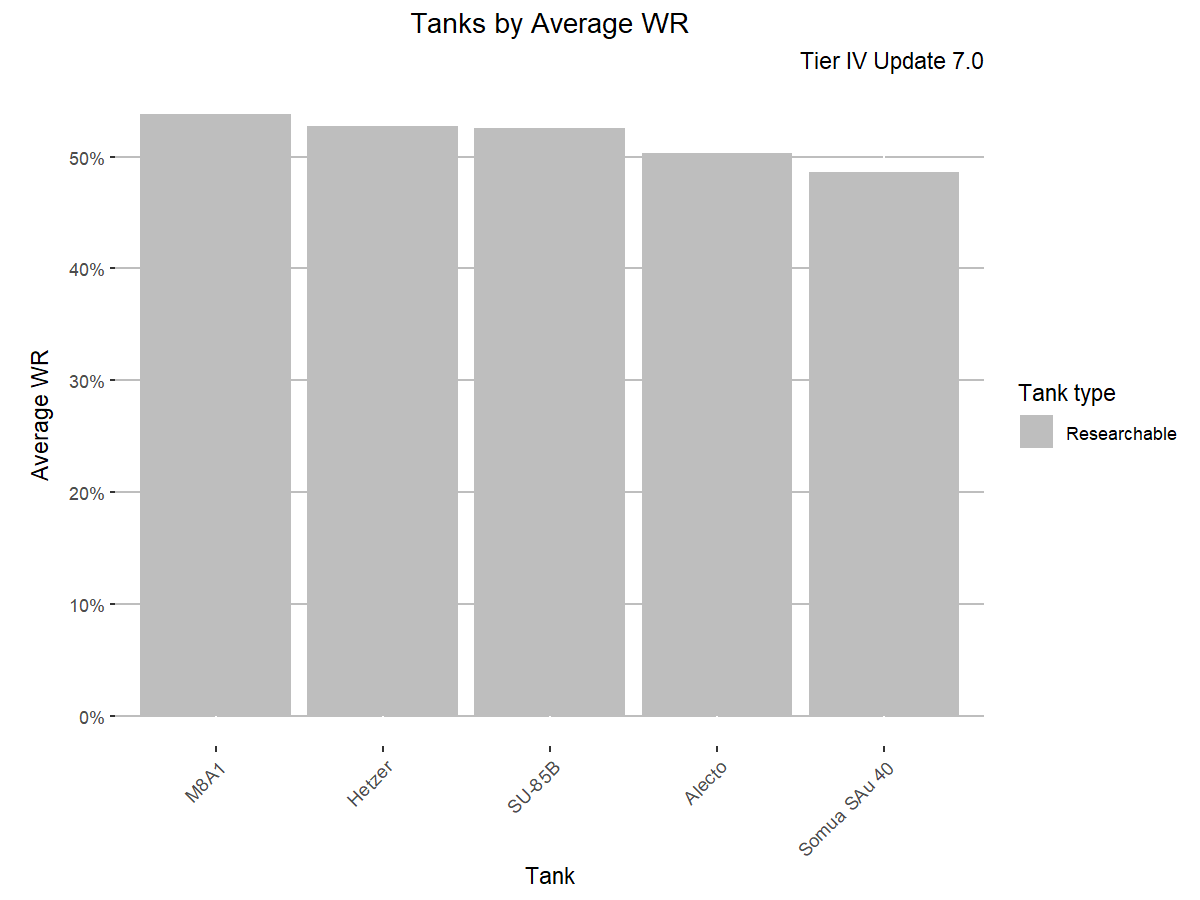 Tanks by Average WR
Tier IV Update 7.0
Average WR
50%
40%
30%
20%
10%
0%
M8A1
Hetzer
SU-85B
Alecto
Somua SAu 40
Tank
Tank type
Researchable